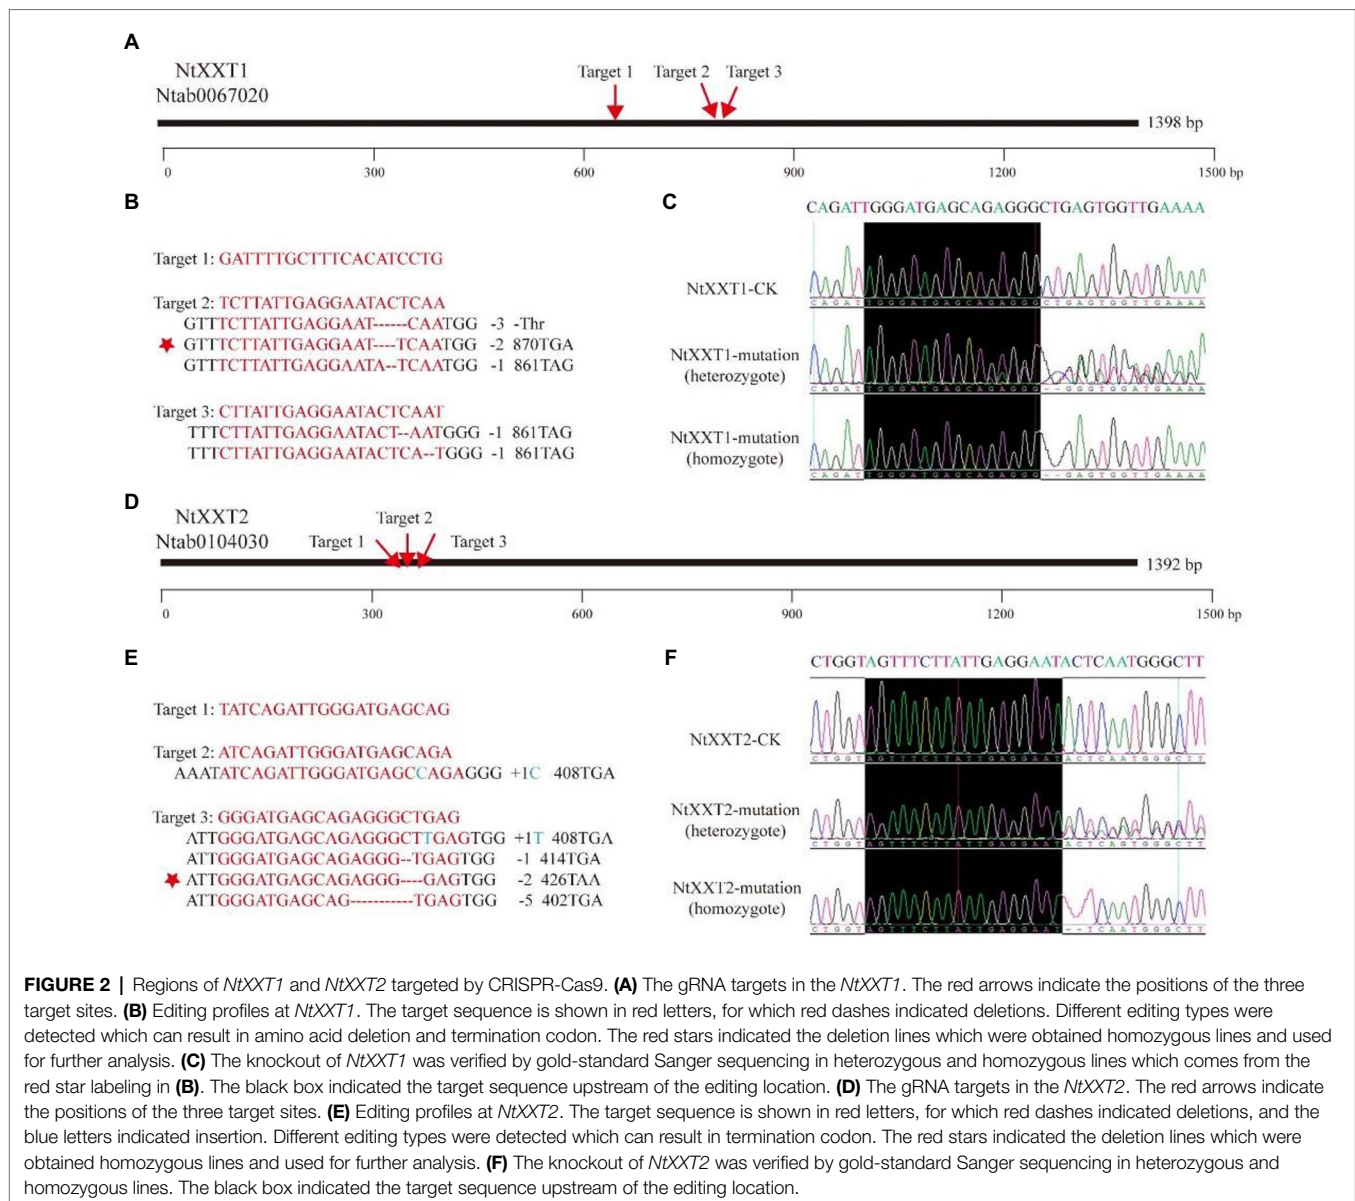 A
NtXXT1
Ntab0067020
Target 1 Target 2 Target 3
1398 bp
0 300 600 900 1200 1500 bp
B
Target 1: GATTTTGCTTTCACATCCTG
Target 2: TCTTATTGAGGAATACTCAA
GTTTCTTATTGAGGAAT------CAATGG -3 -Thr
GTTTCTTATTGAGGAAT----TCAATGG -2 870TGA
GTTTCTTATTGAGGAATA--TCAATGG -1 861TAG
Target 3: CTTATTGAGGAATACTCAAT
TTTCTTATTGAGGAATACT--AATGGG -1 861TAG
TTTCTTATTGAGGAATACTCA--TGGG -1 861TAG
C
CAGATTGGGATGAGCAGAGGGCTGAGTGGTTGAAAA
NtXXT1-CK
CAGATTGGGATGAGCAGAGGGCTGAGTGGTTGAAAA
NtXXT1-mutation
(heterozygote)
CAGATTGGGATGAGCAGAGGG--GGGTGGATGAAAA
NtXXT1-mutation
(homozygote)
CAGATTGGGATGAGCAGAGGG--GAGTGGTTGAAAA
D
NtXXT2
Ntab0104030
Target 1 Target 2 Target 3
1392 bp
0 300 600 900 1200 1500 bp
E
Target 1: TATCAGATTGGGATGAGCAG
Target 2: ATCAGATTGGGATGAGCAGA
AAATATCAGATTGGGATGAGCCAGAGGG +1C 408TGA
Target 3: GGGATGAGCAGAGGGCTGAG
ATTGGGATGAGCAGAGGGCTTGAGTGG +1T 408TGA
ATTGGGATGAGCAGAGGG--TGAGTGG -1 414TGA
ATTGGGATGAGCAGAGGG----GAGTGG -2 426TAA
ATTGGGATGAGCAG-----------TGAGTGG -5 402TGA
F
CTGGTAGTTTCTTATTGAGGAATACTCAATGGGCTT
NtXXT2-CK
CTGGTAGTTTCTTATTGAGGAATACTCAATGGGCTT
NtXXT2-mutation
(heterozygote)
CTGGTAGTTTCTTATTGAGGAATACTCAGTGGGCTT
NtXXT2-mutation
(homozygote)
CTGGTAGTTTCTTATTGAGGAAT--TCAATGGGCTT
FIGURE 2 | Regions of NtXXT1 and NtXXT2 targeted by CRISPR-Cas9. (A) The gRNA targets in the NtXXT1. The red arrows indicate the positions of the three
target sites. (B) Editing profiles at NtXXT1. The target sequence is shown in red letters, for which red dashes indicated deletions. Different editing types were
detected which can result in amino acid deletion and termination codon. The red stars indicated the deletion lines which were obtained homozygous lines and used
for further analysis. (C) The knockout of NtXXT1 was verified by gold-standard Sanger sequencing in heterozygous and homozygous lines which comes from the
red star labeling in (B). The black box indicated the target sequence upstream of the editing location. (D) The gRNA targets in the NtXXT2. The red arrows indicate
the positions of the three target sites. (E) Editing profiles at NtXXT2. The target sequence is shown in red letters, for which red dashes indicated deletions, and the
blue letters indicated insertion. Different editing types were detected which can result in termination codon. The red stars indicated the deletion lines which were
obtained homozygous lines and used for further analysis. (F) The knockout of NtXXT2 was verified by gold-standard Sanger sequencing in heterozygous and
homozygous lines. The black box indicated the target sequence upstream of the editing location.